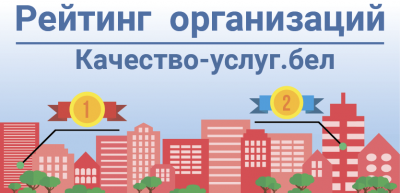 Рейтинг организаций
Качество-услуг.бел
1
2